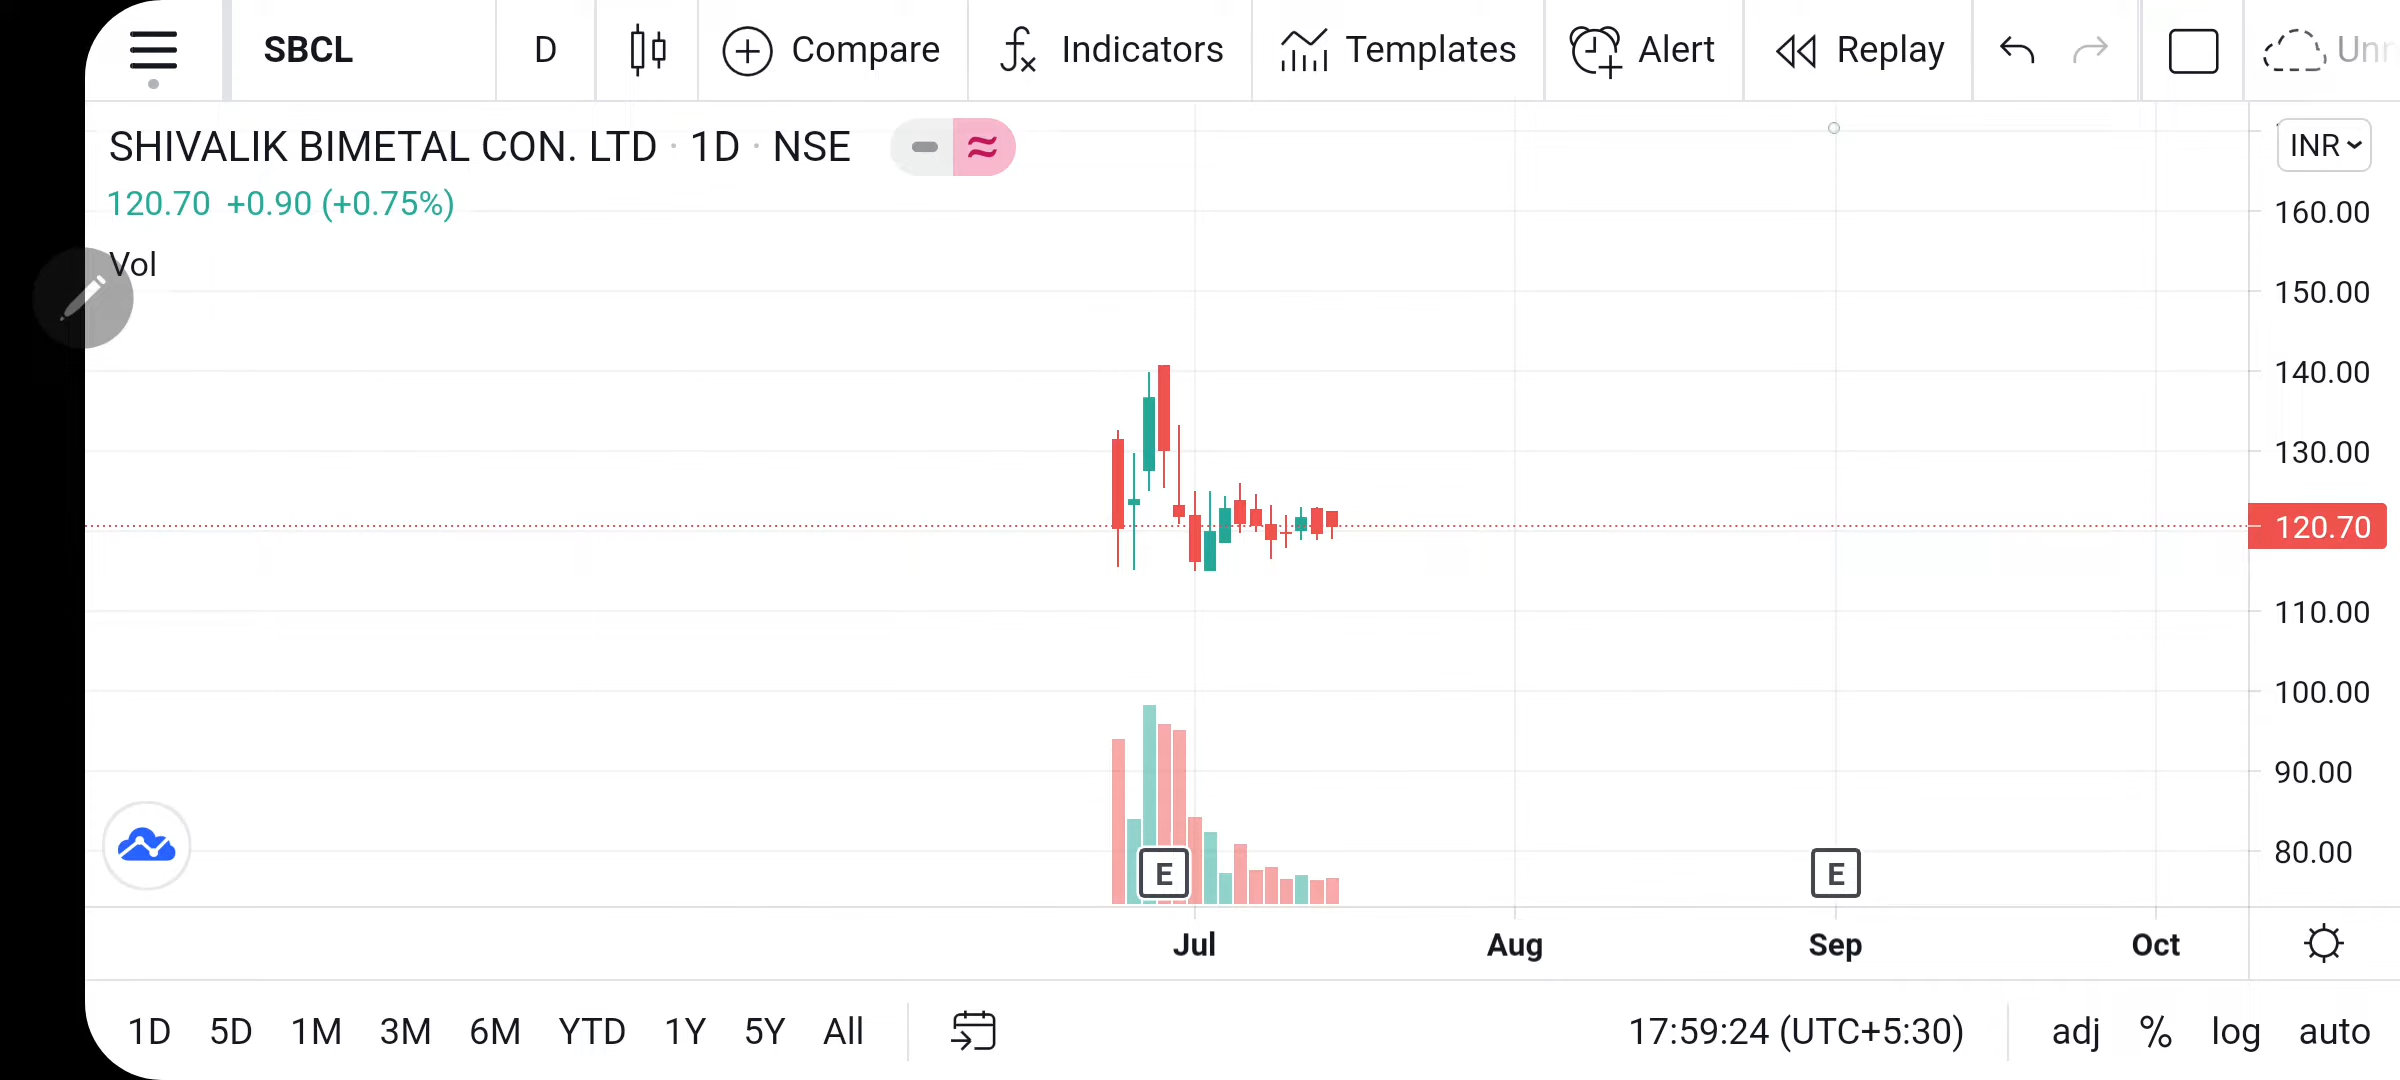 SBCL D Compare Indicators Templates Alert Replay
SHIVALIK BIMETAL CON. LTD · 1D · NSE
INR
120.70 +0.90 (+0.75%)
Vol
160.00
150.00
140.00
130.00
120.70
110.00
100.00
90.00
80.00
E E
Jul Aug Sep Oct
1D 5D 1M 3M 6M YTD 1Y 5Y All 17:59:24 (UTC+5:30) adj % log auto